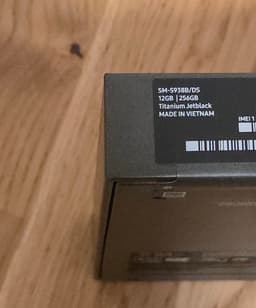 SM-S938B/DS
12GB | 256GB
Titanium Jetblack
MADE IN VIETNAM
IMEI 1